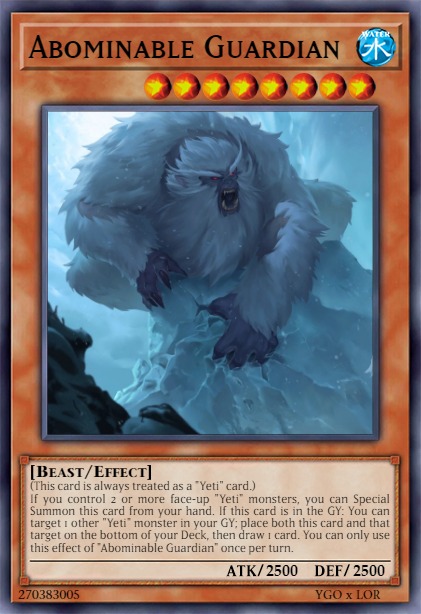 ABOMINABLE GUARDIAN
WATER
水
[BEAST/EFFECT]
(This card is always treated as a "Yeti" card.)
If you control 2 or more face-up "Yeti" monsters, you can Special
Summon this card from your hand. If this card is in the GY: You can
target 1 other "Yeti" monster in your GY; place both this card and that
target on the bottom of your Deck, then draw 1 card. You can only use
this effect of "Abominable Guardian" once per turn.
ATK/2500 DEF/2500
270383005 YGO x LOR